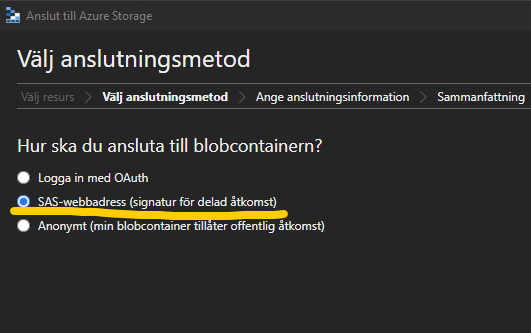 Anslut till Azure Storage
Välj anslutningsmetod
Välj resurs > Välj anslutningsmetod > Ange anslutningsinformation > Sammanfattning
Hur ska du ansluta till blobcontainern?
Logga in med OAuth
SAS-webbadress (signatur för delad åtkomst)
Anonymt (min blobcontainer tillåter offentlig åtkomst)